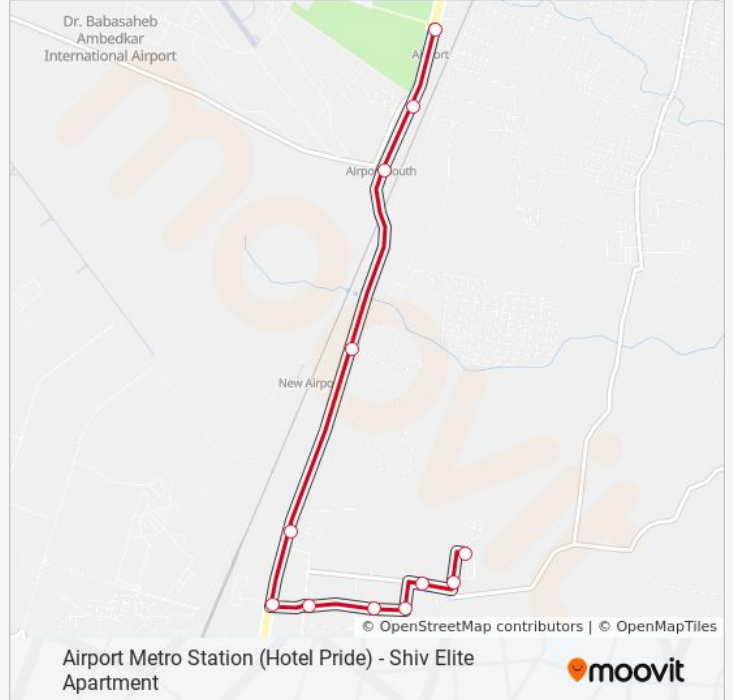 Dr. Babasaheb
Ambedkar
International Airport
Airport
Airport South
New Airpo
moovit
© OpenStreetMap contributors | © OpenMapTiles
Airport Metro Station (Hotel Pride) - Shiv Elite
Apartment
moovit